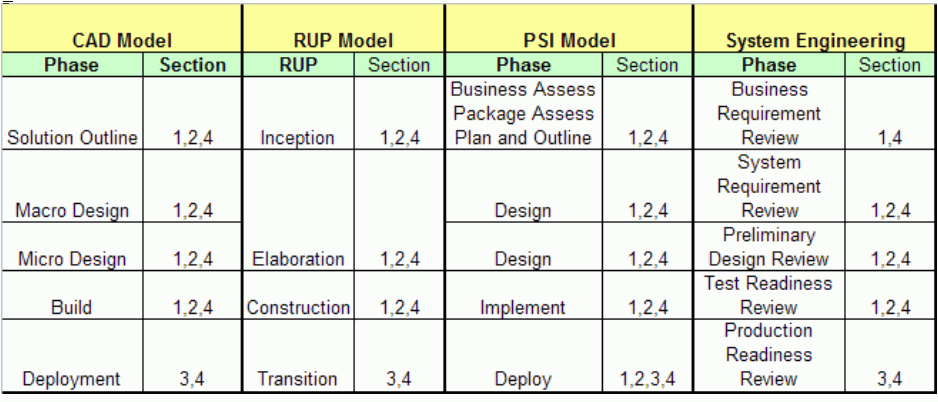 CAD Model RUP Model PSI Model System Engineering
Phase Section RUP Section Phase Section Phase Section
Business Assess Business
Package Assess Requirement
Solution Outline 1,2,4 Inception 1,2,4 Plan and Outline 1,2,4 Review 1,4
System
Requirement
Macro Design 1,2,4 Design 1,2,4 Review 1,2,4
Preliminary
Micro Design 1,2,4 Elaboration 1,2,4 Design 1,2,4 Design Review 1,2,4
Test Readiness
Build 1,2,4 Construction 1,2,4 Implement 1,2,4 Review 1,2,4
Production
Readiness
Deployment 3,4 Transition 3,4 Deploy 1,2,3,4 Review 3,4